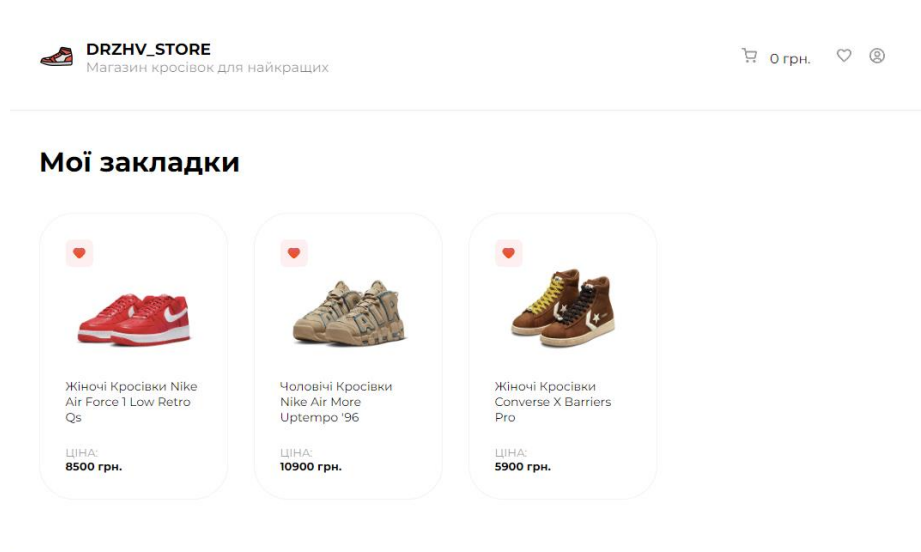 DRZHV_STORE
Магазин кросівок для найкращих
0 грн.
Мої закладки
Жіночі Кросівки Nike
Air Force 1 Low Retro
Qs
ЦІНА:
8500 грн.
Чоловічі Кросівки
Nike Air More
Uptempo '96
ЦІНА:
10900 грн.
Жіночі Кросівки
Converse X Barriers
Pro
ЦІНА:
5900 грн.